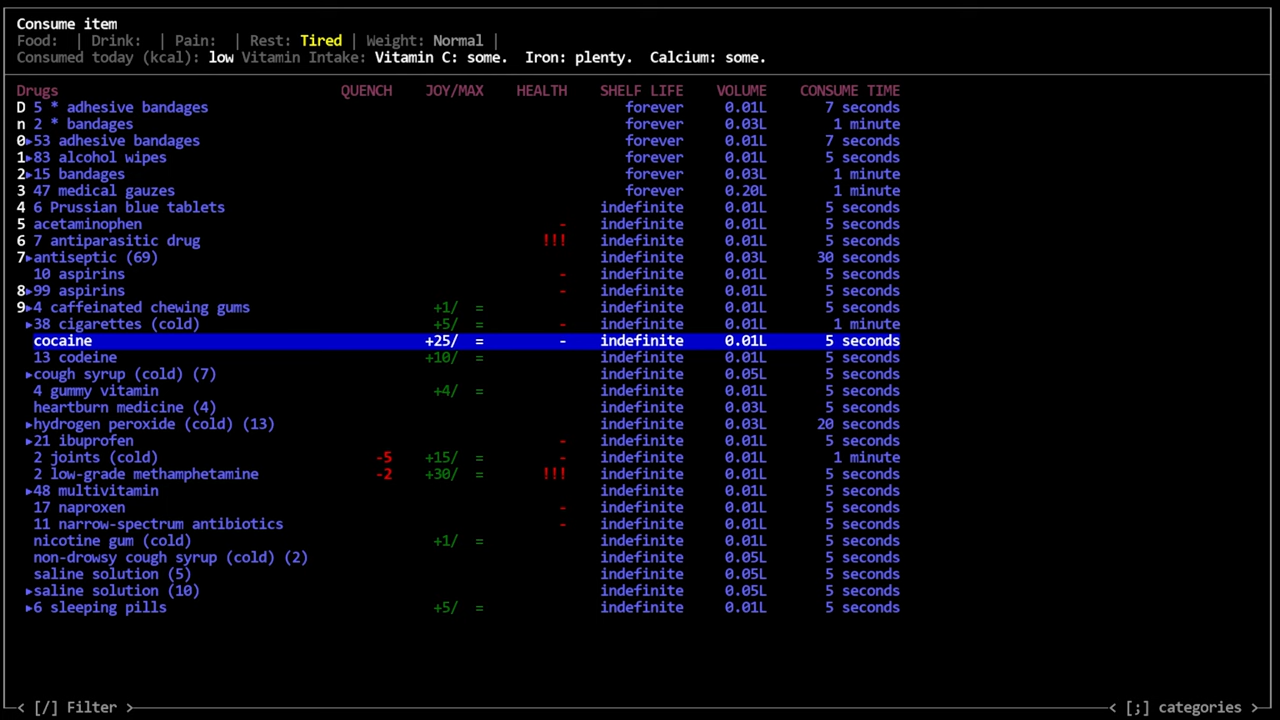 Consume item
Food:  | Drink:  | Pain:  | Rest: Tired | Weight: Normal |
Consumed today (kcal): low Vitamin Intake: Vitamin C: some.  Iron: plenty.  Calcium: some.
Drugs QUENCH JOY/MAX HEALTH SHELF LIFE VOLUME CONSUME TIME
D 5 * adhesive bandages forever 0.01L 7 seconds
n 2 * bandages forever 0.03L 1 minute
0▸53 adhesive bandages forever 0.01L 7 seconds
1▸83 alcohol wipes forever 0.01L 5 seconds
2▸15 bandages forever 0.03L 1 minute
3 47 medical gauzes forever 0.20L 1 minute
4 6 Prussian blue tablets indefinite 0.01L 5 seconds
5 acetaminophen - indefinite 0.01L 5 seconds
6 7 antiparasitic drug !!! indefinite 0.01L 5 seconds
7▸antiseptic (69) indefinite 0.03L 30 seconds
10 aspirins - indefinite 0.01L 5 seconds
8▸99 aspirins - indefinite 0.01L 5 seconds
9▸4 caffeinated chewing gums +1/ = indefinite 0.01L 5 seconds
▸38 cigarettes (cold) +5/ = - indefinite 0.01L 1 minute
cocaine +25/ = - indefinite 0.01L 5 seconds
13 codeine +10/ = indefinite 0.01L 5 seconds
▸cough syrup (cold) (7) indefinite 0.05L 5 seconds
4 gummy vitamin +4/ = indefinite 0.01L 5 seconds
heartburn medicine (4) indefinite 0.03L 5 seconds
▸hydrogen peroxide (cold) (13) indefinite 0.03L 20 seconds
▸21 ibuprofen - indefinite 0.01L 5 seconds
2 joints (cold) -5 +15/ = - indefinite 0.01L 1 minute
2 low-grade methamphetamine -2 +30/ = !!! indefinite 0.01L 5 seconds
▸48 multivitamin indefinite 0.01L 5 seconds
17 naproxen - indefinite 0.01L 5 seconds
11 narrow-spectrum antibiotics - indefinite 0.01L 5 seconds
nicotine gum (cold) +1/ = indefinite 0.01L 5 seconds
non-drowsy cough syrup (cold) (2) indefinite 0.05L 5 seconds
saline solution (5) indefinite 0.05L 5 seconds
▸saline solution (10) indefinite 0.05L 5 seconds
▸6 sleeping pills +5/ = indefinite 0.01L 5 seconds
< [/] Filter > < [;] categories >